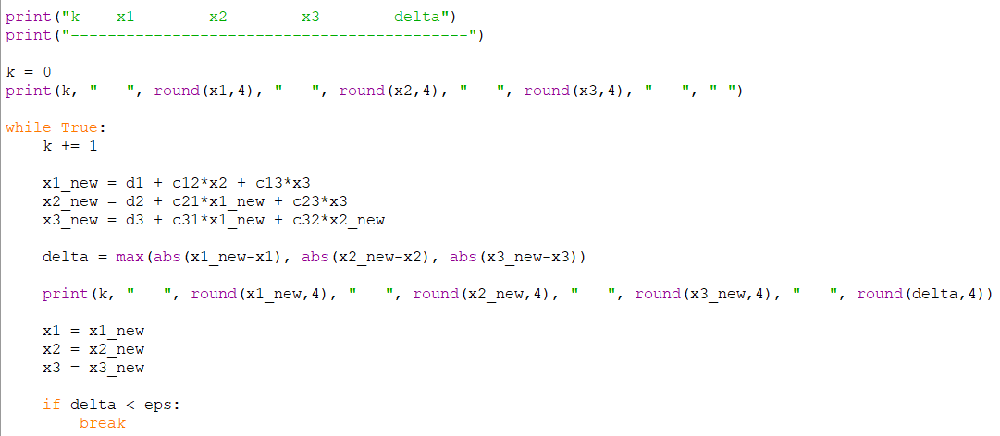 print("k    x1        x2        x3        delta")
print("-------------------------------------------")
k = 0
print(k, "   ", round(x1,4), "   ", round(x2,4), "   ", round(x3,4), "   ", "-")
while True:
    k += 1
    x1_new = d1 + c12*x2 + c13*x3
    x2_new = d2 + c21*x1_new + c23*x3
    x3_new = d3 + c31*x1_new + c32*x2_new
    delta = max(abs(x1_new-x1), abs(x2_new-x2), abs(x3_new-x3))
    print(k, "   ", round(x1_new,4), "   ", round(x2_new,4), "   ", round(x3_new,4), "   ", round(delta,4))
    x1 = x1_new
    x2 = x2_new
    x3 = x3_new
    if delta < eps:
        break